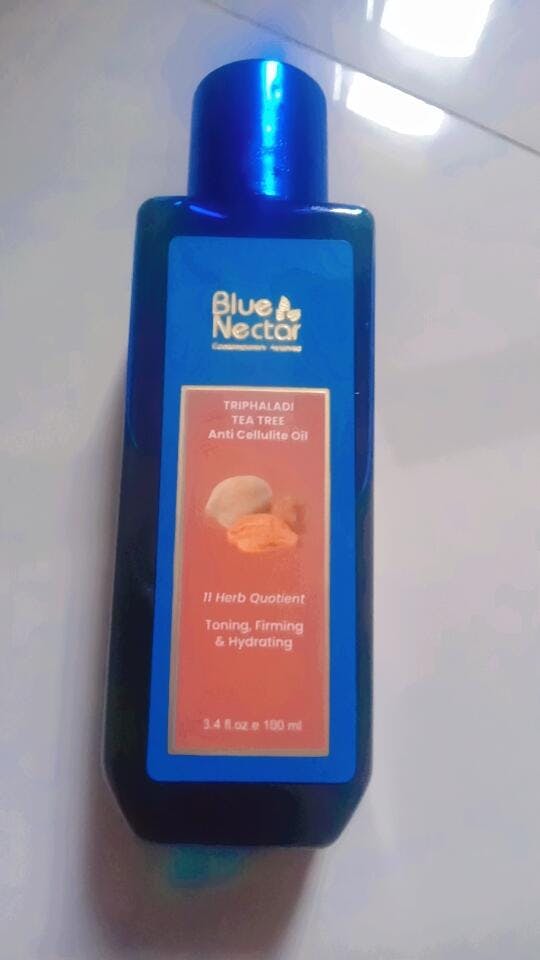 Blue
Nectar
TRIPHALADI
TEA TREE
Anti Cellulite Oil
11 Herb Quotient
Toning, Firming
& Hydrating
3.4 fl oz e 100 ml